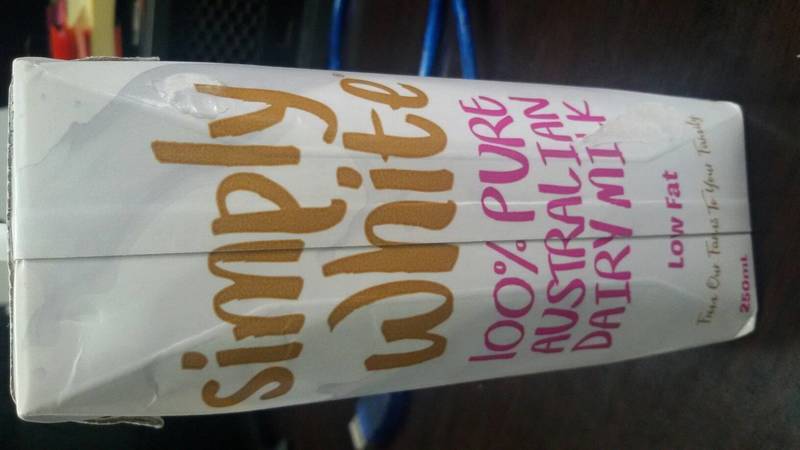 Simply
White
100% PURE
AUSTRALIAN
DAIRY MILK
Low Fat
From Our Farms To Your Family
250mL